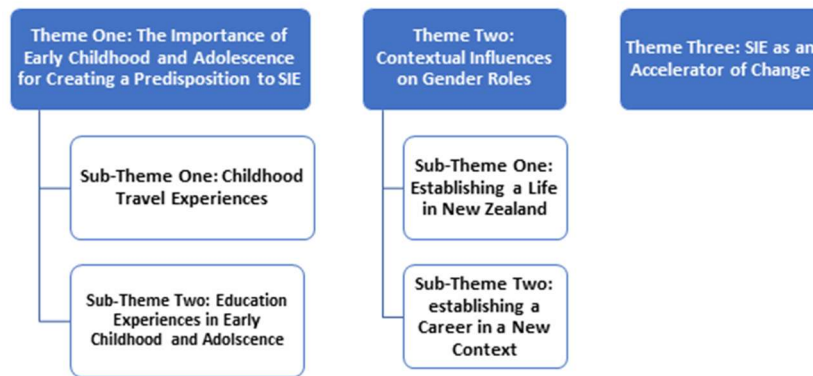 Theme One: The Importance of
Early Childhood and Adolescence
for Creating a Predisposition to SIE
Sub-Theme One: Childhood
Travel Experiences
Sub-Theme Two: Education
Experiences in Early
Childhood and Adolscence
Theme Two:
Contextual Influences
on Gender Roles
Sub-Theme One:
Establishing a Life
in New Zealand
Sub-Theme Two:
establishing a
Career in a New
Context
Theme Three: SIE as an
Accelerator of Change